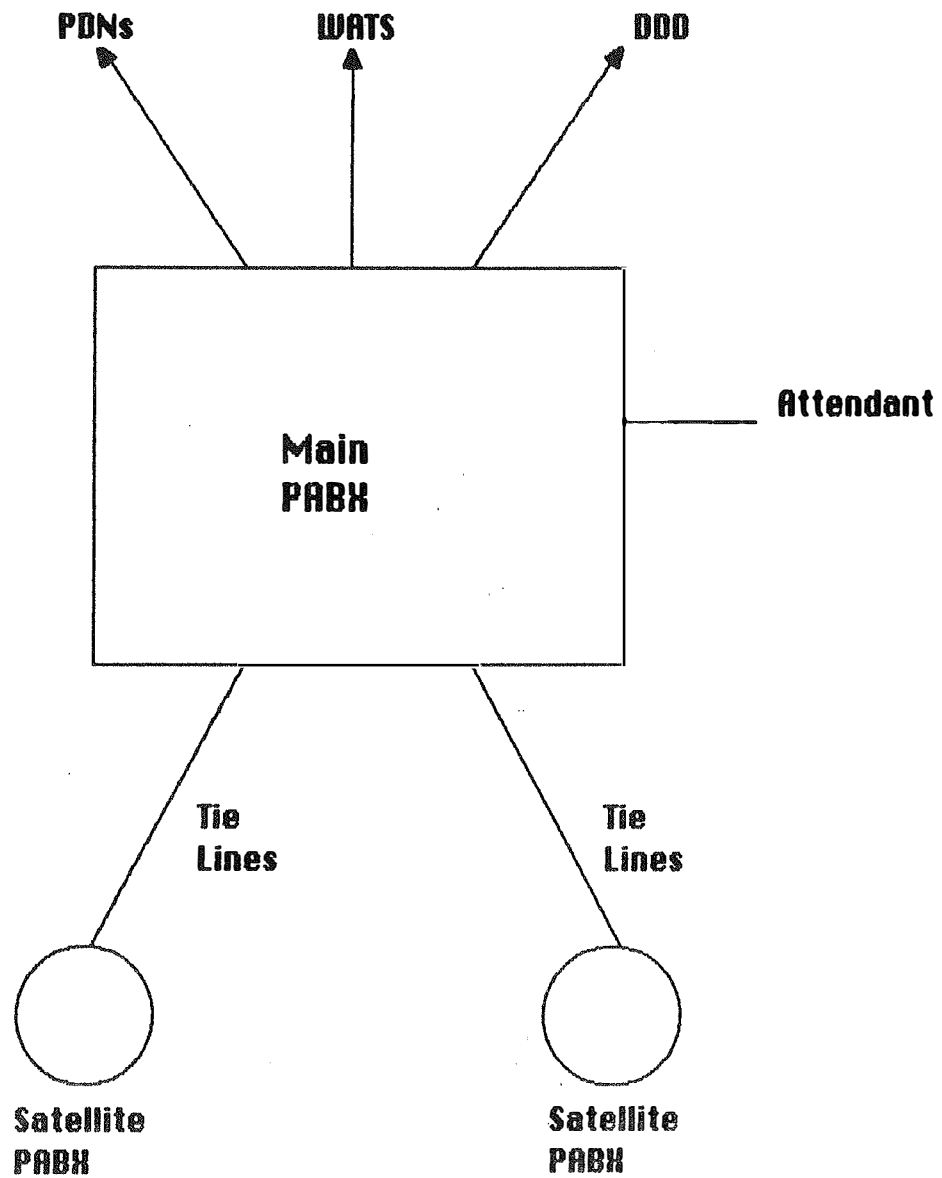 PDNs
WATS
DDD
Attendant
Main
PABX
Tie
Lines
Tie
Lines
Satellite
PABX
Satellite
PABX